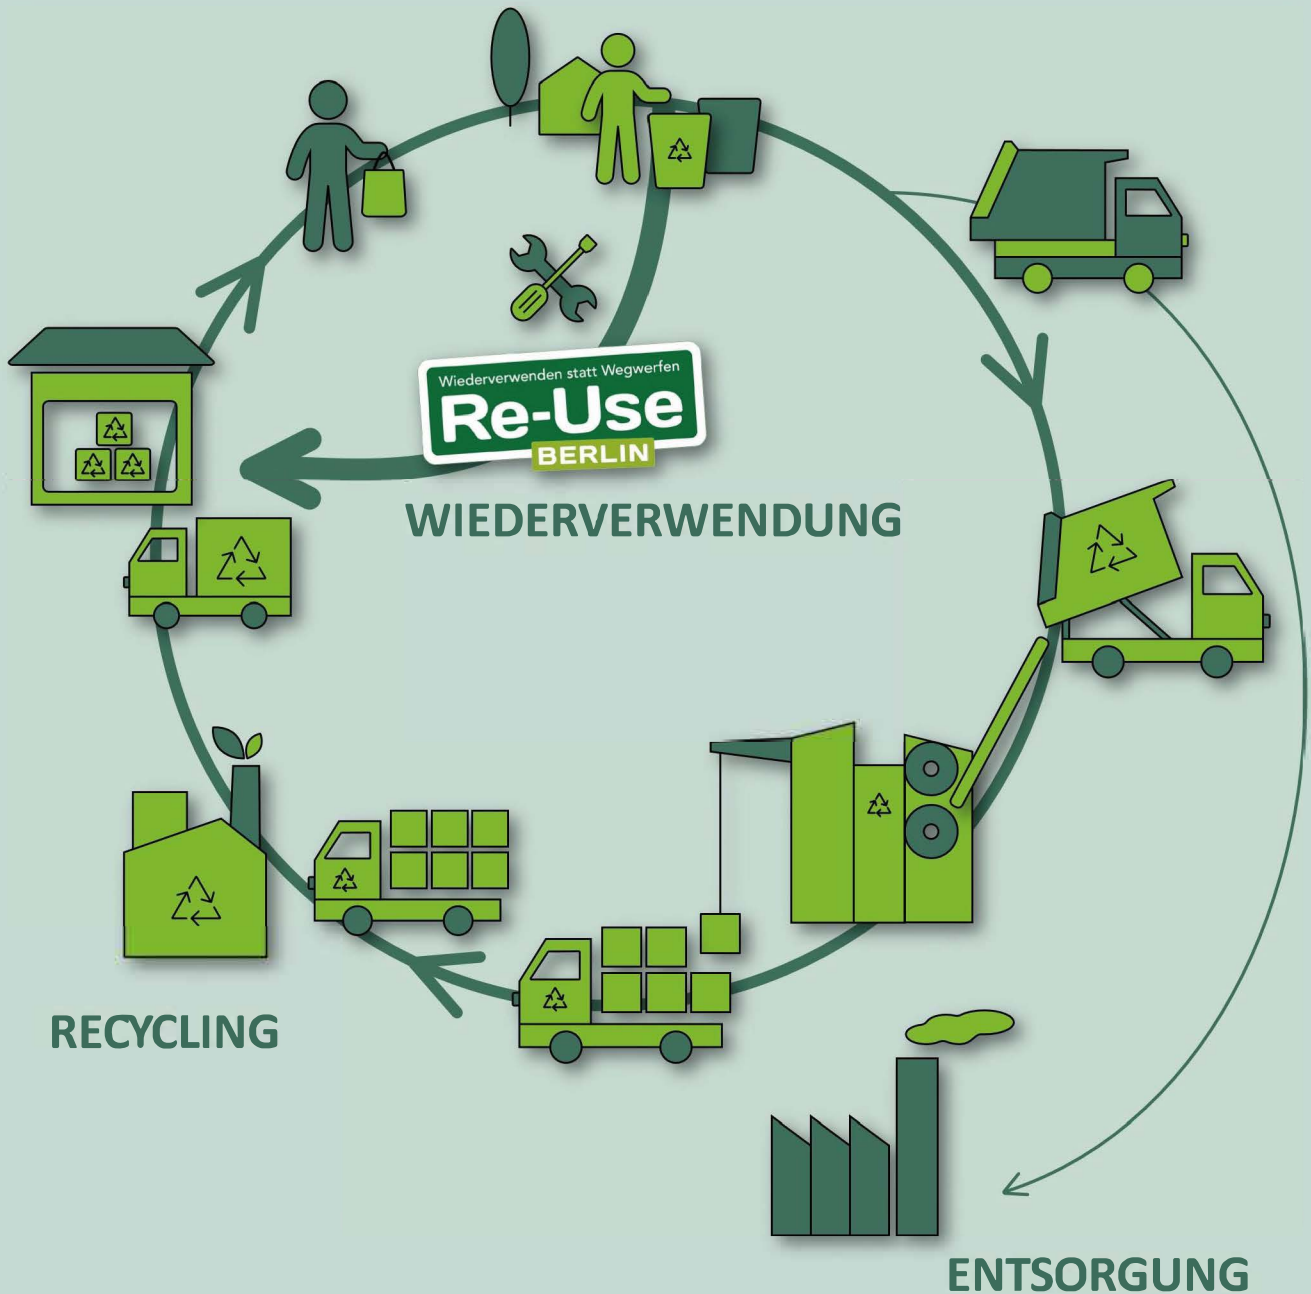 Wiederverwenden statt Wegwerfen
Re-Use
BERLIN
WIEDERVERWENDUNG
RECYCLING
ENTSORGUNG